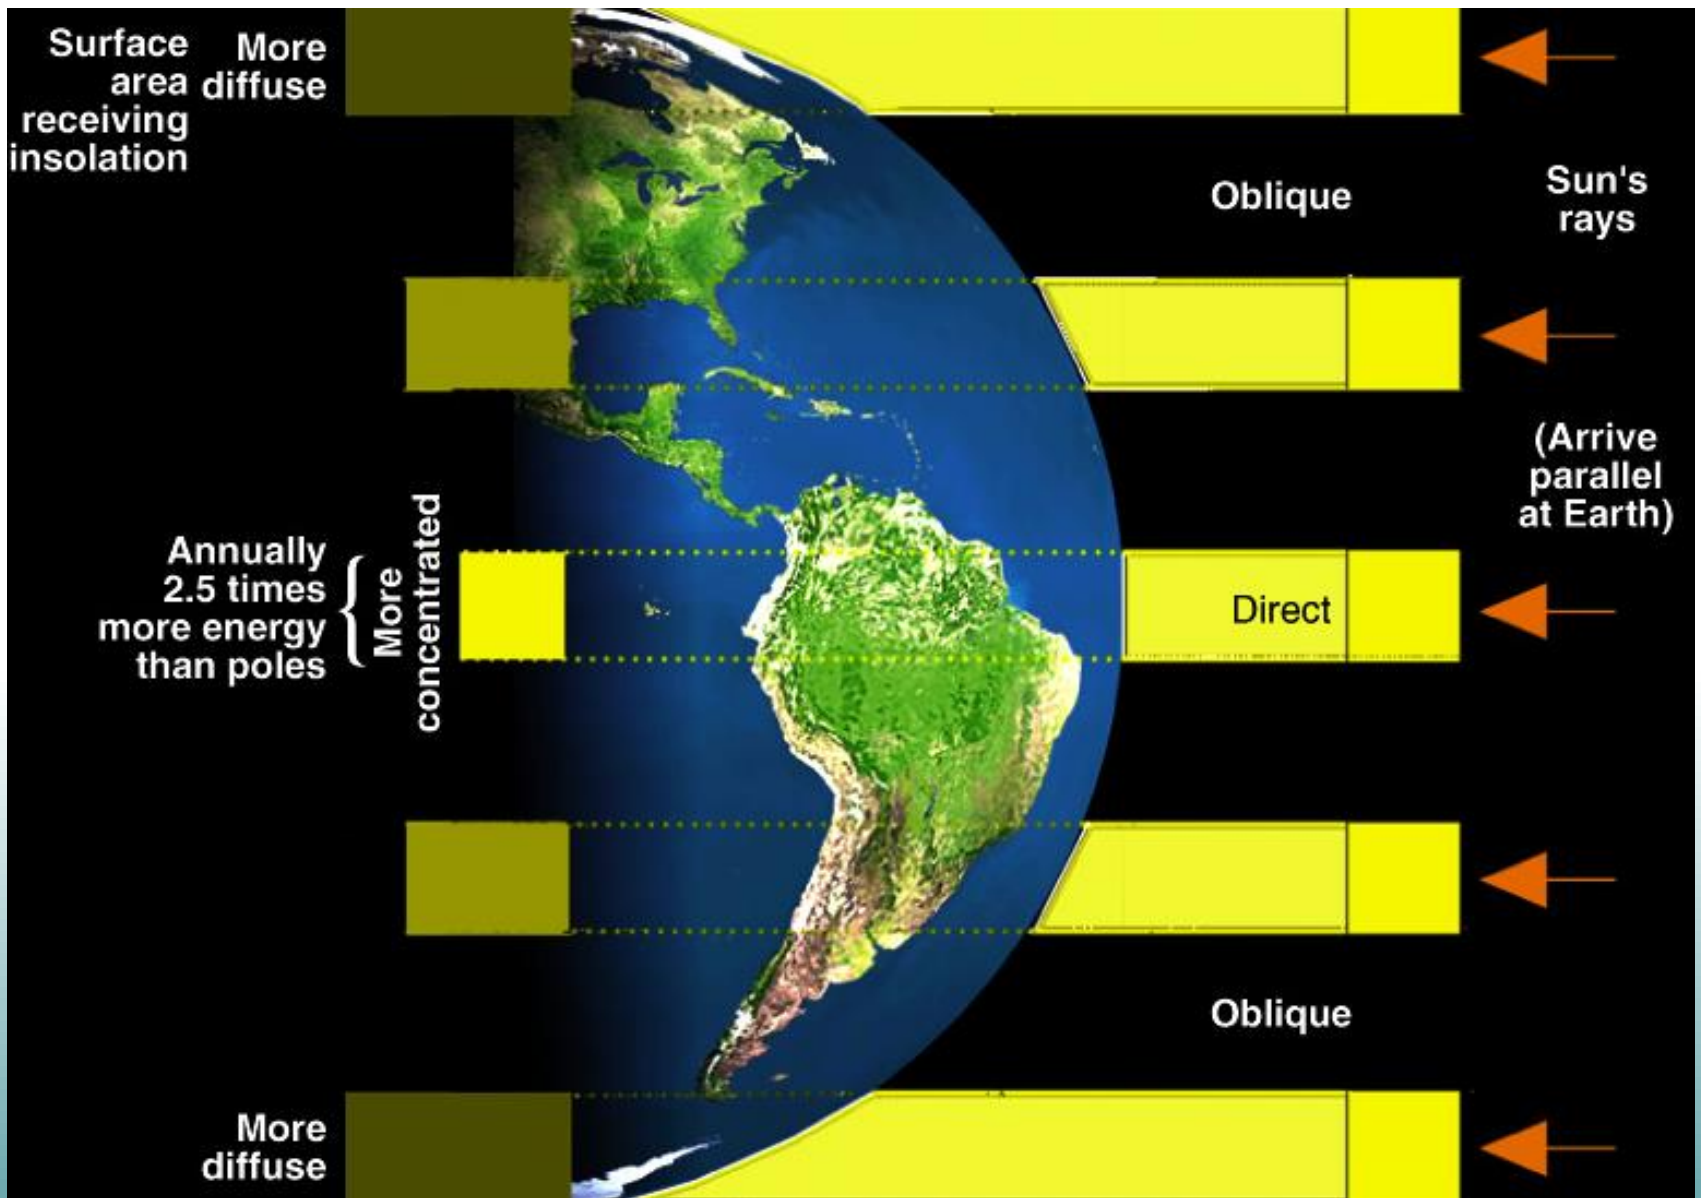 Surface
area
receiving
insolation
More
diffuse
Oblique
Sun's
rays
(Arrive
parallel
at Earth)
Annually
2.5 times
more energy
than poles
More
concentrated
Direct
Oblique
More
diffuse